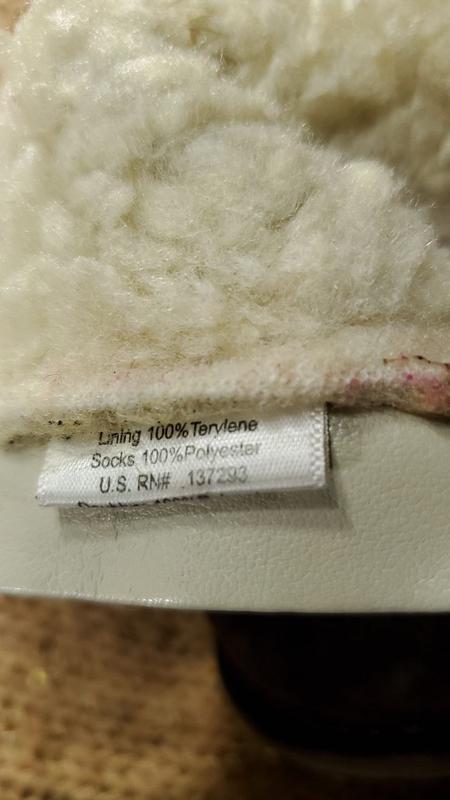 Lining 100%Terylene
Socks 100%Polyester
U.S. RN# 137293